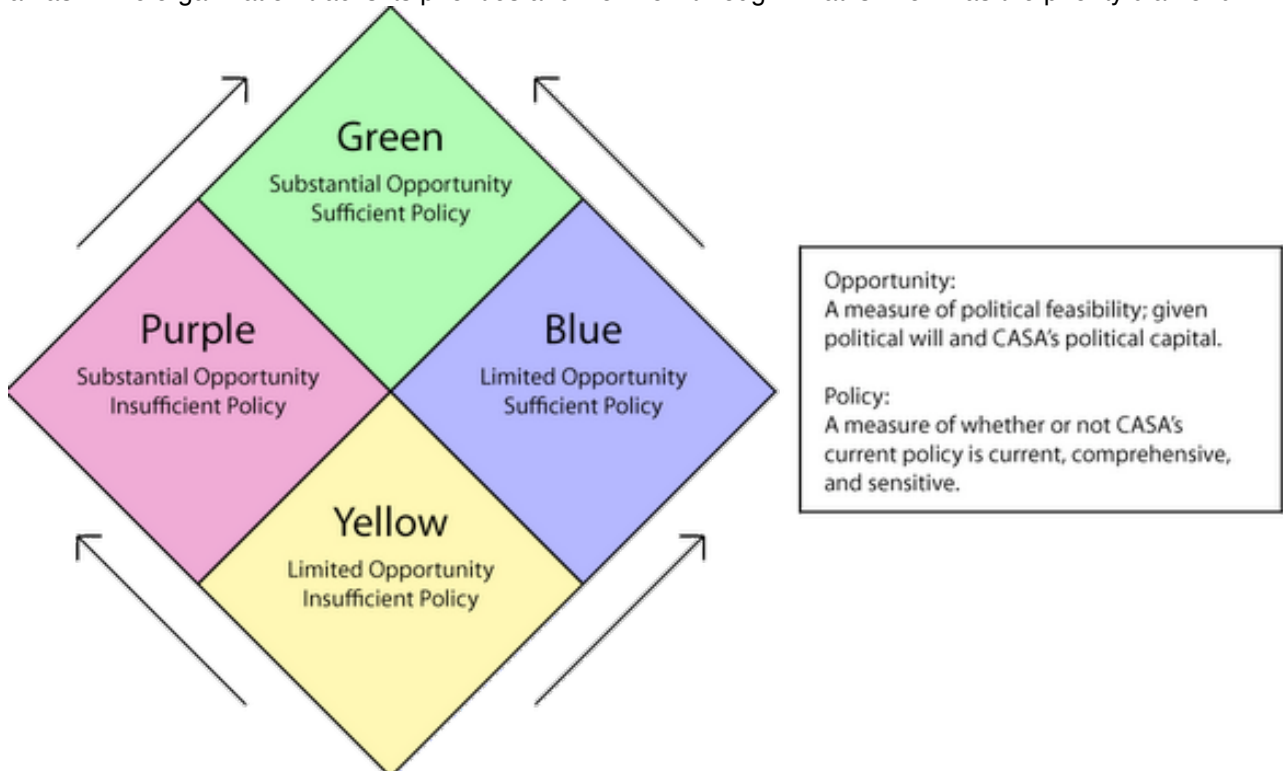 Green
Substantial Opportunity
Sufficient Policy
Purple
Substantial Opportunity
Insufficient Policy
Blue
Limited Opportunity
Sufficient Policy
Yellow
Limited Opportunity
Insufficient Policy
Opportunity:
A measure of political feasibility; given
political will and CASA's political capital.
Policy:
A measure of whether or not CASA's
current policy is current, comprehensive,
and sensitive.